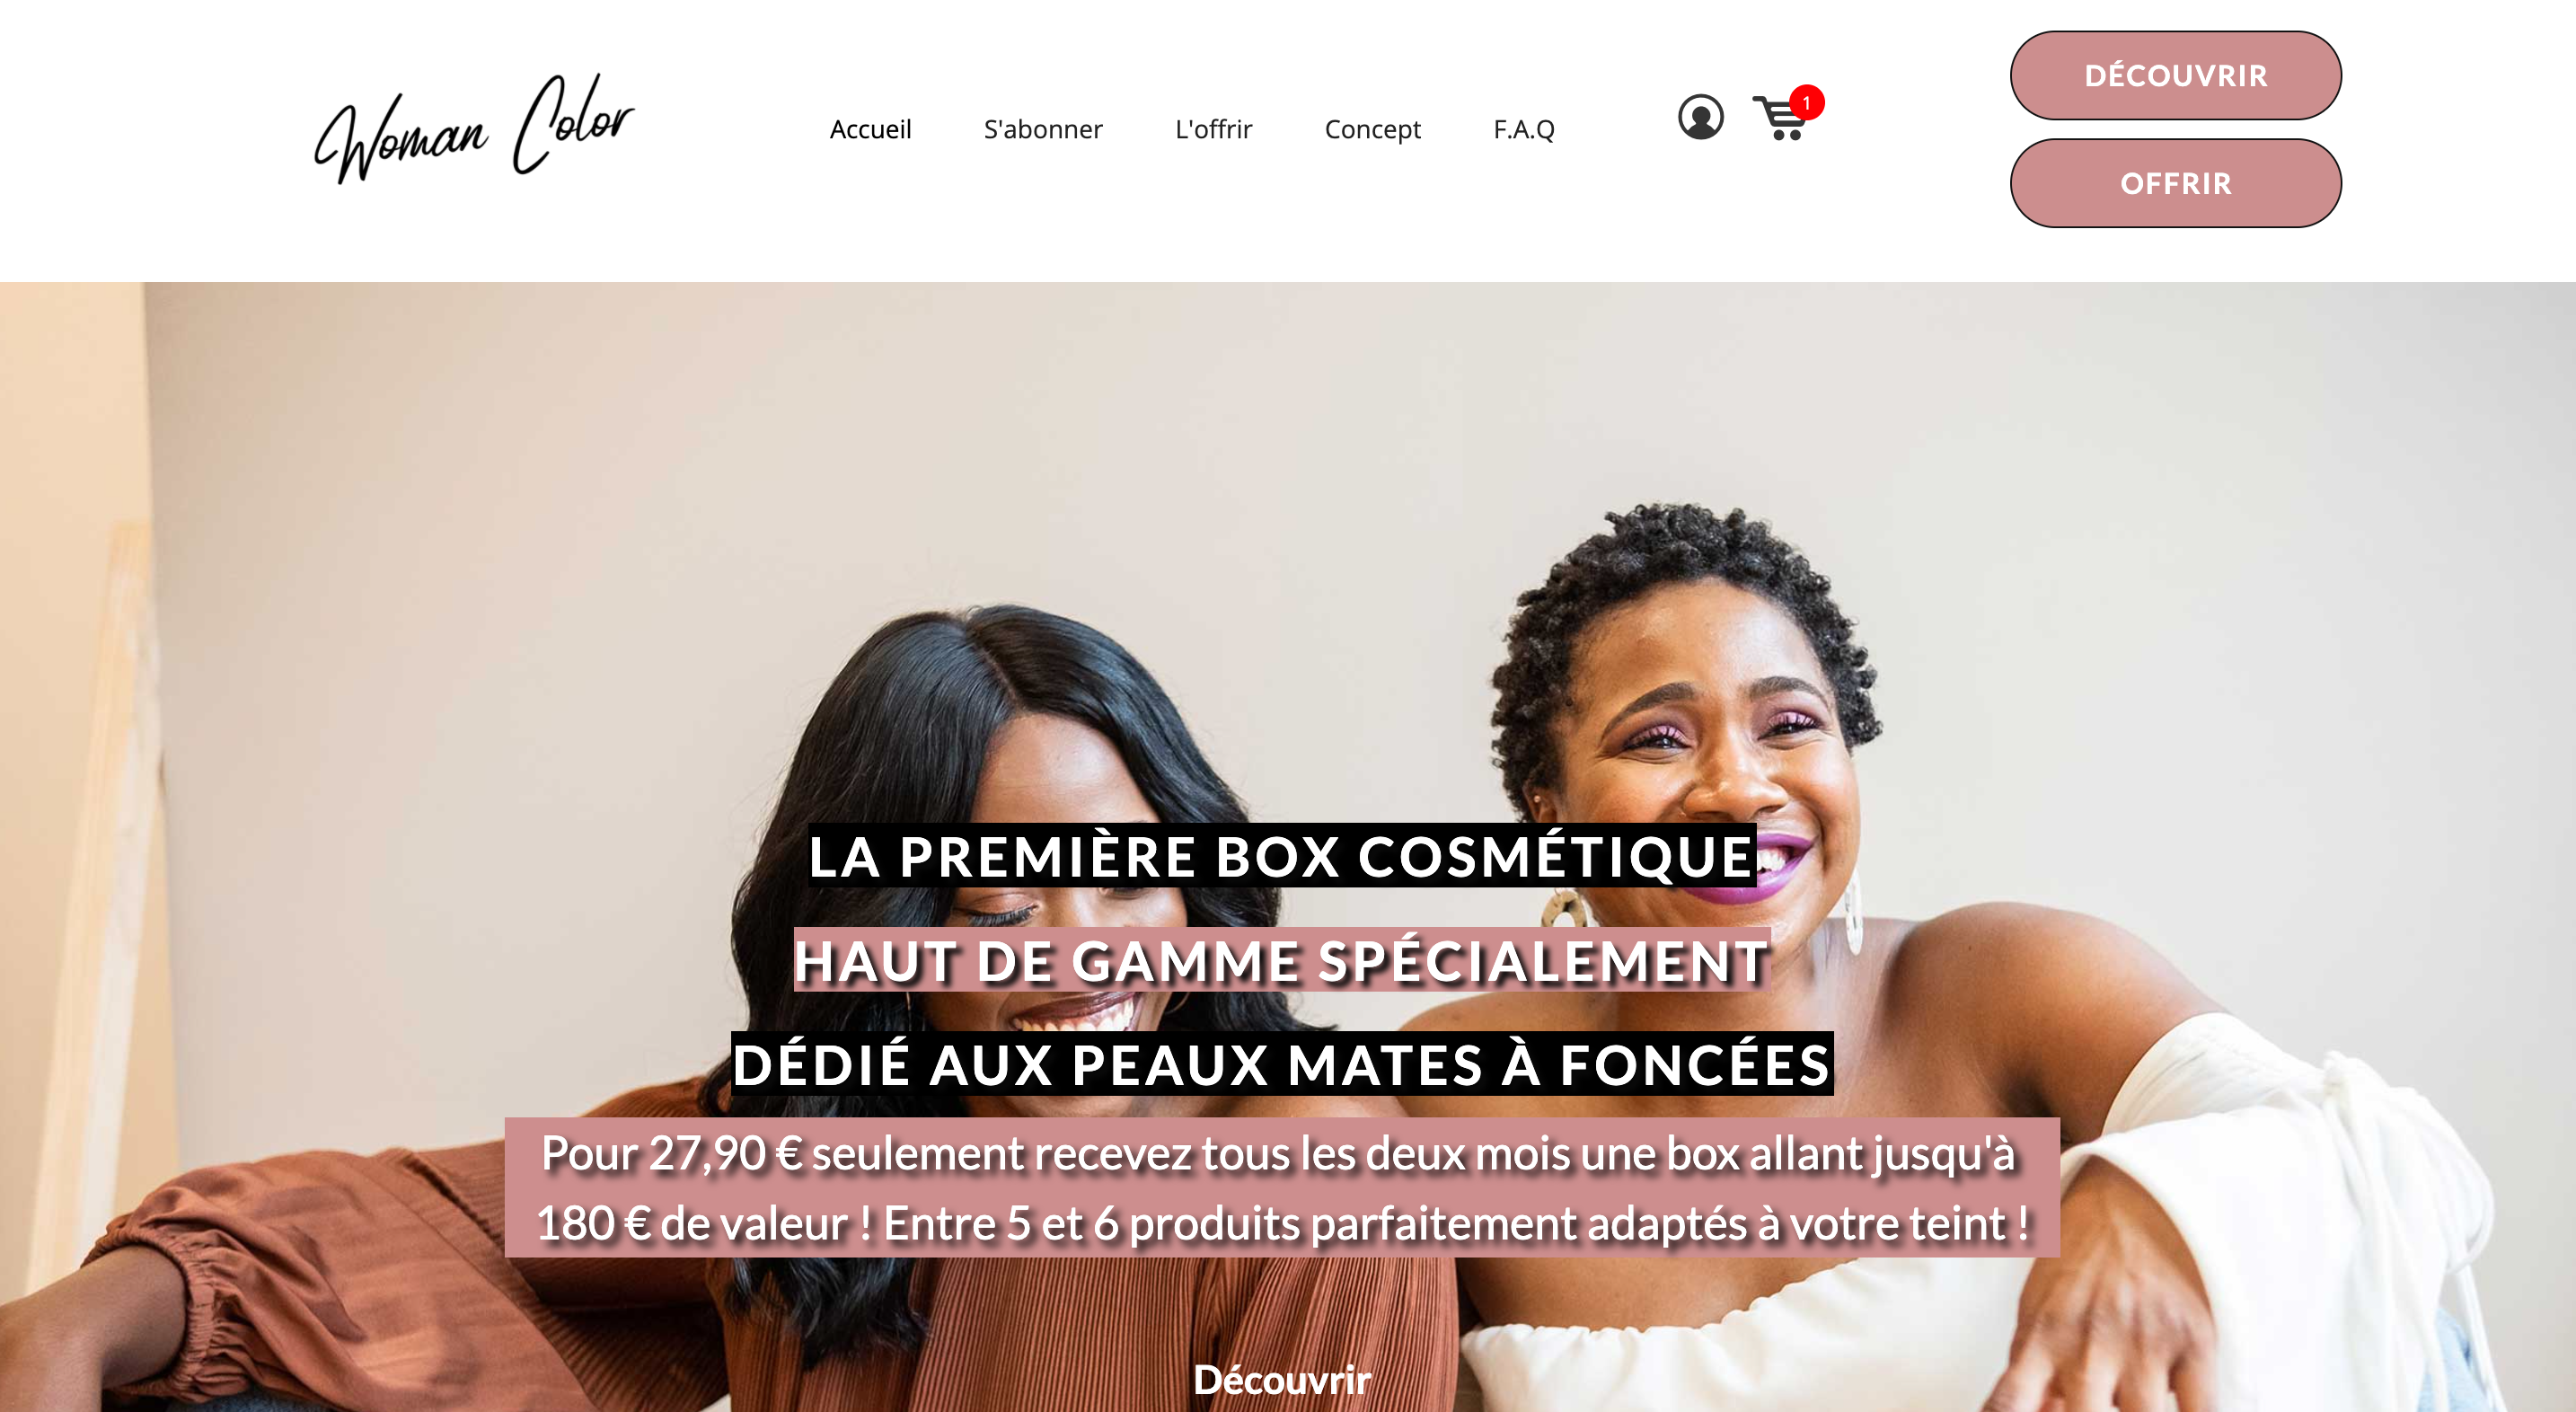 Woman Color
Accueil
S'abonner
L'offrir
Concept
F.A.Q
1
DÉCOUVRIR
OFFRIR
LA PREMIÈRE BOX COSMÉTIQUE
HAUT DE GAMME SPÉCIALEMENT
DÉDIÉ AUX PEAUX MATES À FONCÉES
Pour 27,90 € seulement recevez tous les deux mois une box allant jusqu'à
180 € de valeur ! Entre 5 et 6 produits parfaitement adaptés à votre teint !
Découvrir